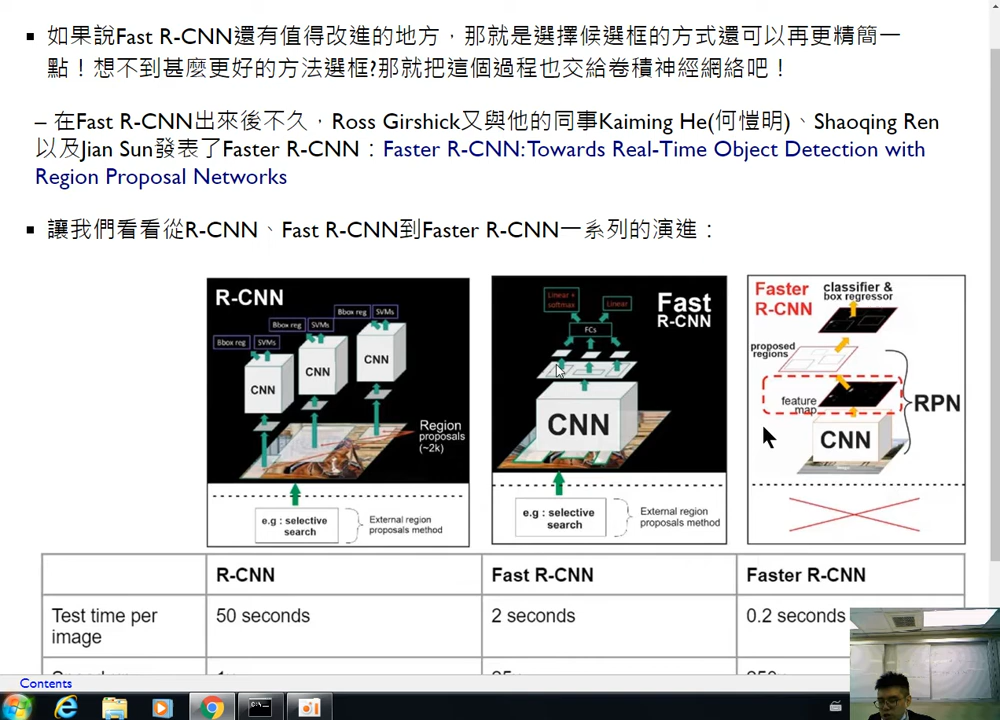 如果說Fast R-CNN還有值得改進的地方，那就是選擇候選框的方式還可以再更精簡一
點！想不到甚麼更好的方法選框?那就把這個過程也交給卷積神經網絡吧！
– 在Fast R-CNN出來後不久，Ross Girshick又與他的同事Kaiming He(何愷明)、Shaoqing Ren
以及Jian Sun發表了Faster R-CNN：Faster R-CNN:Towards Real-Time Object Detection with
Region Proposal Networks
讓我們看看從R-CNN、Fast R-CNN到Faster R-CNN一系列的演進：
R-CNN
Bbox reg SVMs
Bbox reg SVMs
Bbox reg SVMs
CNN
CNN
CNN
Region
proposals
(~2k)
e.g : selective
search
External region
proposals method
Fast
R-CNN
Linear +
softmax
Linear
FCs
CNN
e.g : selective
search
External region
proposals method
Faster
R-CNN
classifier &
box regressor
proposed
regions
feature
map
CNN
RPN
R-CNN Fast R-CNN Faster R-CNN
Test time per
image
50 seconds 2 seconds 0.2 seconds
Contents